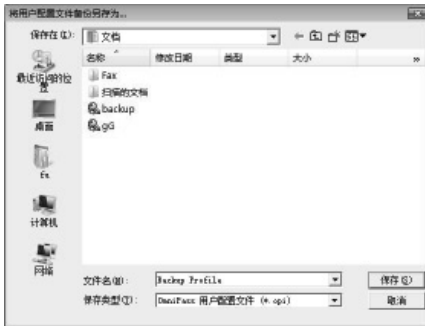 将用户配置文件备份另存为...
保存在(I): 文档
名称 修改日期 类型 大小 »
Fax
扫描的文档
backup
gG
最近访问的位置
桌面
fs
计算机
网络
文件名(N): Backup Profile 保存(S)
保存类型(T): OmniPass 用户配置文件 (*.opi) 取消